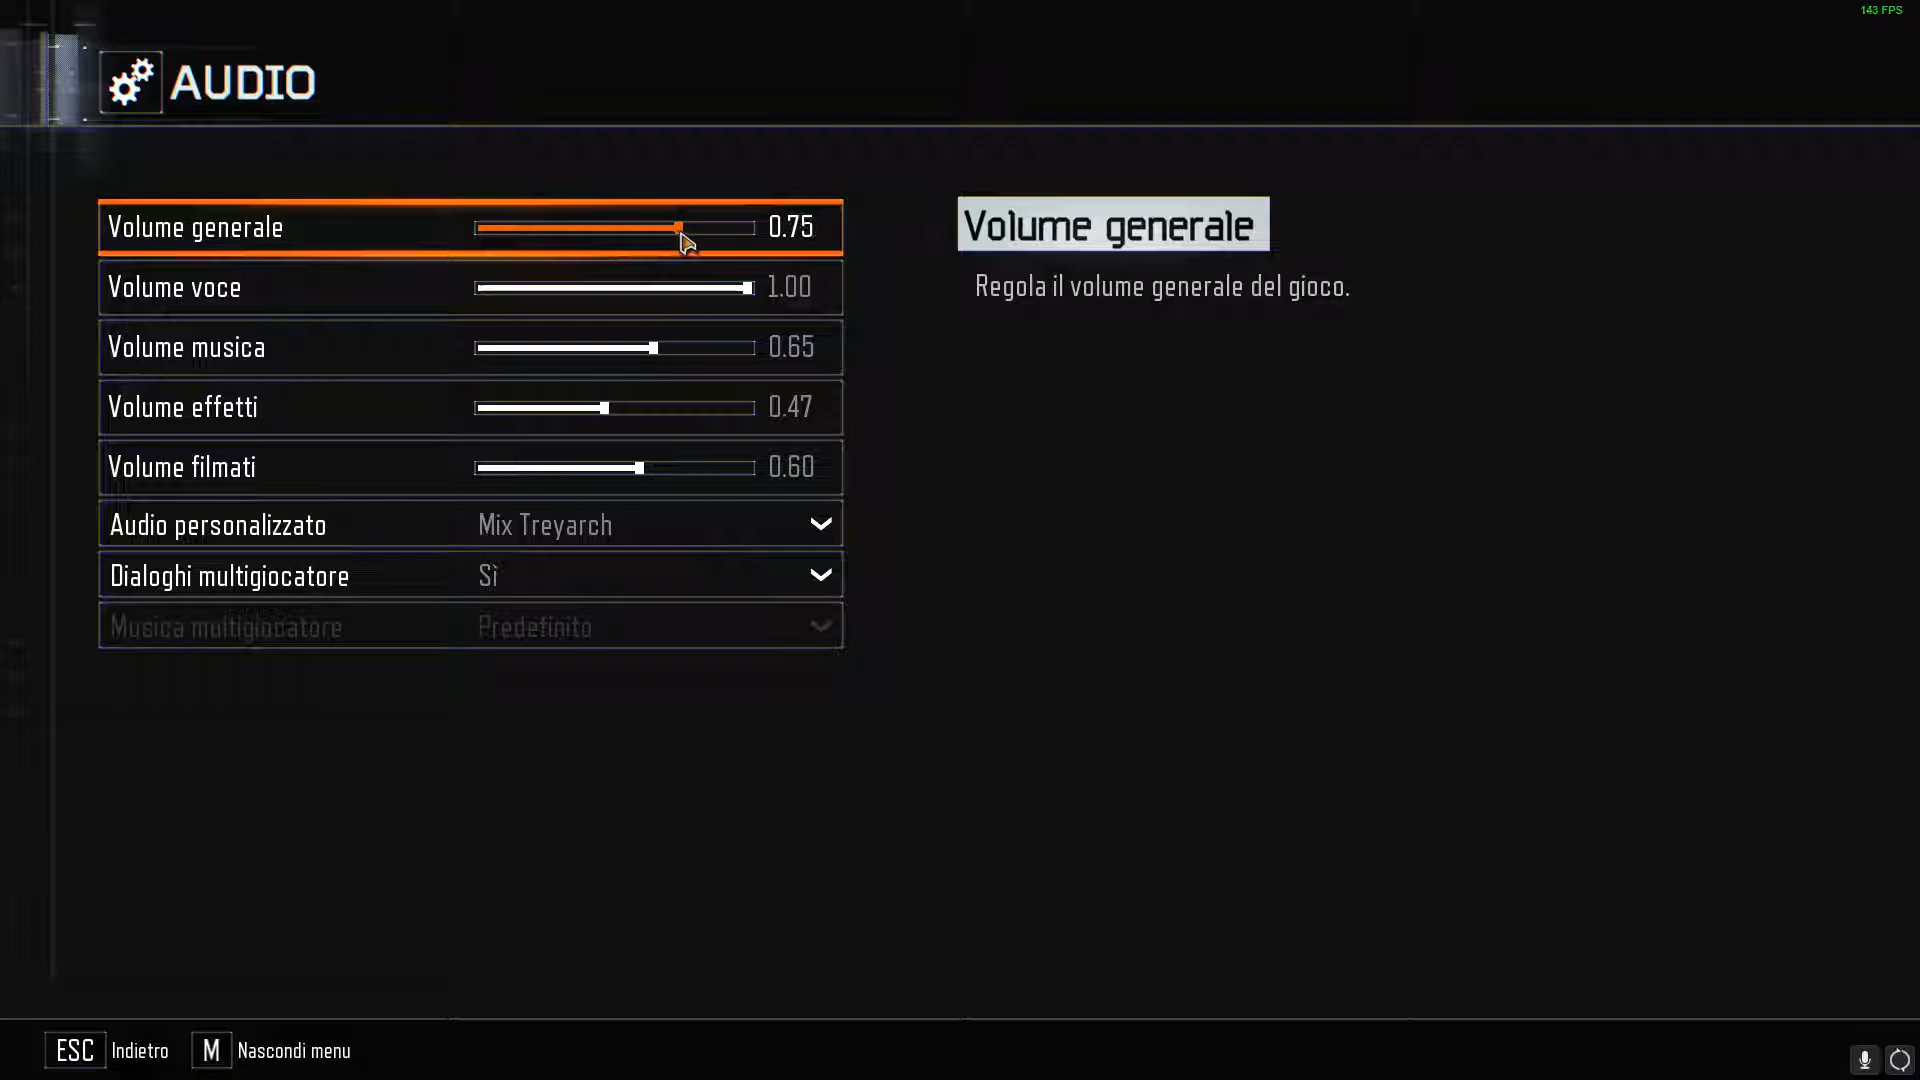 143 FPS
AUDIO
Volume generale 0.75
Volume voce 1.00
Volume musica 0.65
Volume effetti 0.47
Volume filmati 0.60
Audio personalizzato Mix Treyarch
Dialoghi multigiocatore Sì
Musica multigiocatore Predefinito
Volume generale
Regola il volume generale del gioco.
ESC Indietro M Nascondi menu